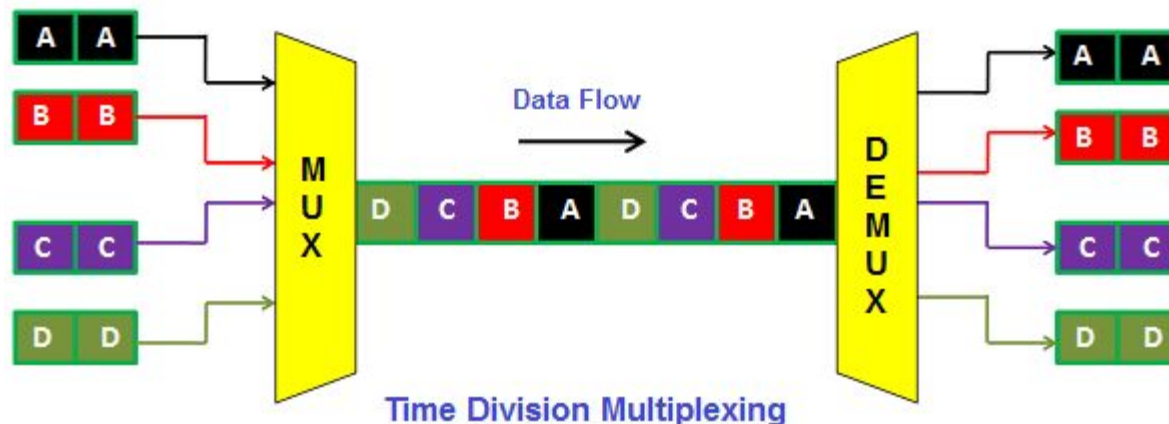 A A
A A
Data Flow
B B
B B
MUX
DEMUX
D C B A D C B A
C C
C C
D D
D D
Time Division Multiplexing